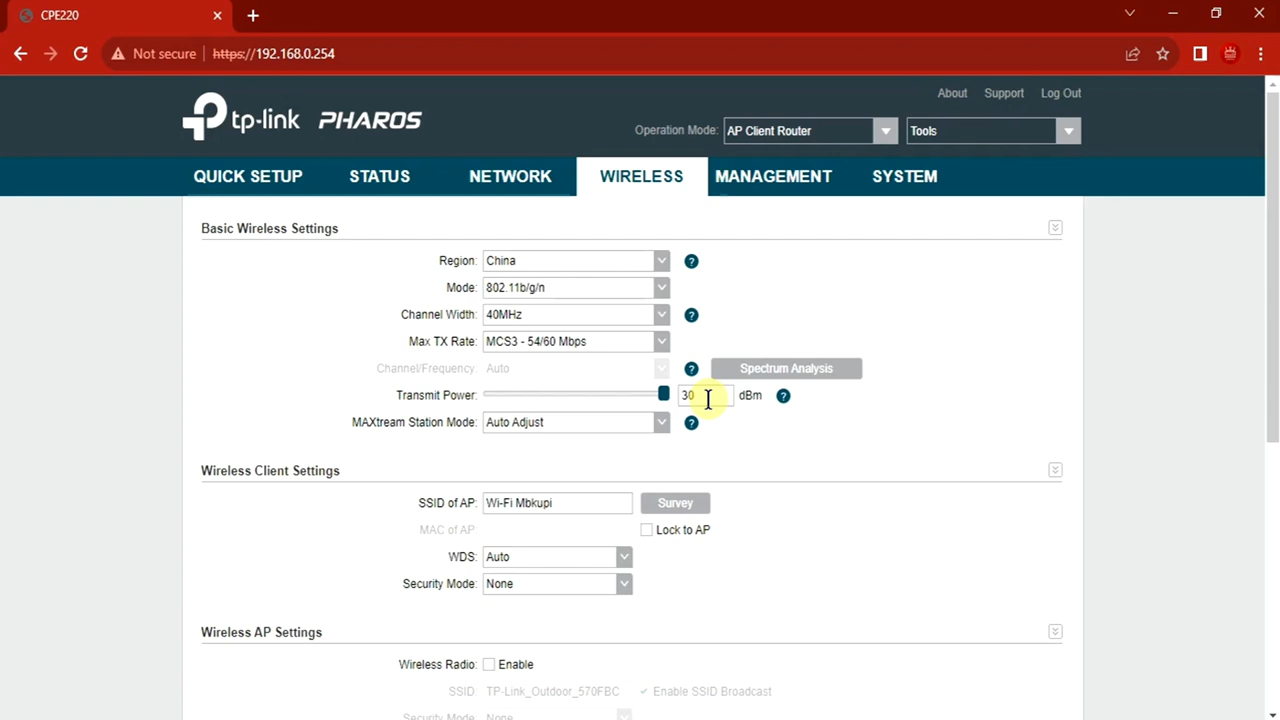 CPE220
Not secure https://192.168.0.254
About Support Log Out
tp-link PHAROS
Operation Mode: AP Client Router Tools
QUICK SETUP STATUS NETWORK WIRELESS MANAGEMENT SYSTEM
Basic Wireless Settings
Region: China ?
Mode: 802.11b/g/n
Channel Width: 40MHz ?
Max TX Rate: MCS3 - 54/60 Mbps
Channel/Frequency: Auto ? Spectrum Analysis
Transmit Power: 30 dBm ?
MAXtream Station Mode: Auto Adjust ?
Wireless Client Settings
SSID of AP: Wi-Fi Mbkupi Survey
MAC of AP Lock to AP
WDS: Auto
Security Mode: None
Wireless AP Settings
Wireless Radio: Enable
SSID: TP-Link_Outdoor_570FBC Enable SSID Broadcast
Security Mode None